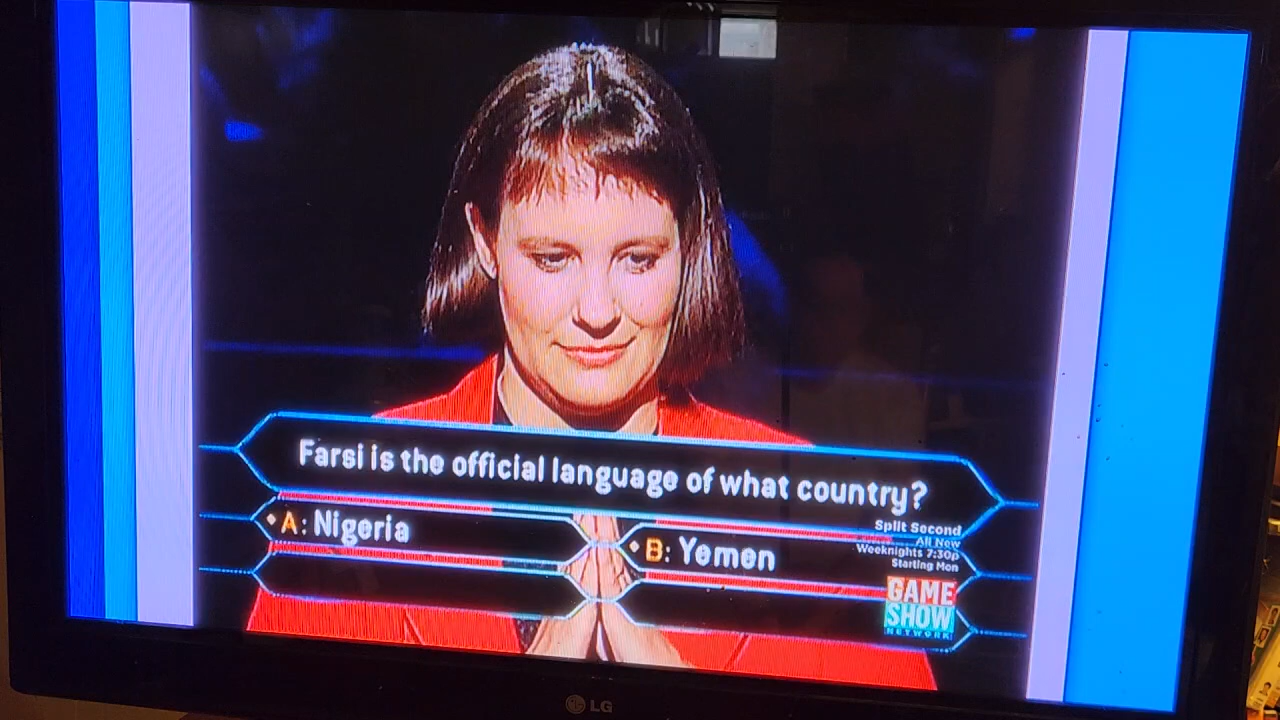 Farsi is the official language of what country?
A: Nigeria
B: Yemen
Split Second
All New
Weeknights 7:30p
Starting Mon
GAME
SHOW
NETWORK
LG